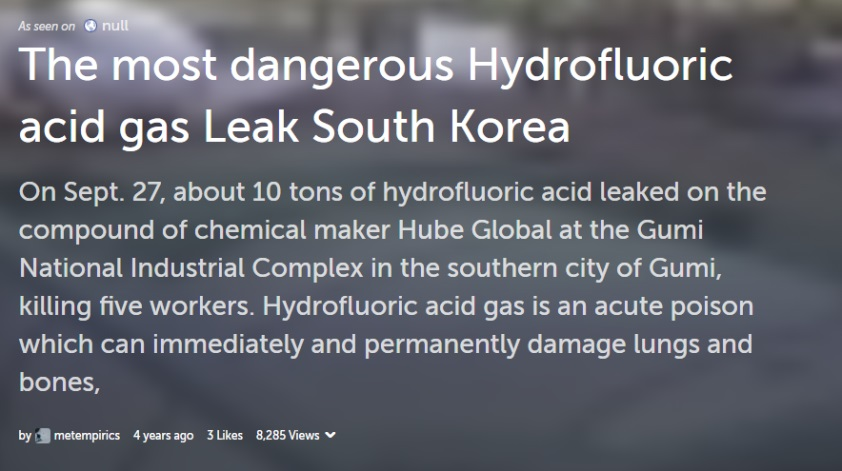 As seen on null
The most dangerous Hydrofluoric
acid gas Leak South Korea
On Sept. 27, about 10 tons of hydrofluoric acid leaked on the
compound of chemical maker Hube Global at the Gumi
National Industrial Complex in the southern city of Gumi,
killing five workers. Hydrofluoric acid gas is an acute poison
which can immediately and permanently damage lungs and
bones,
by metempirics 4 years ago 3 Likes 8,285 Views